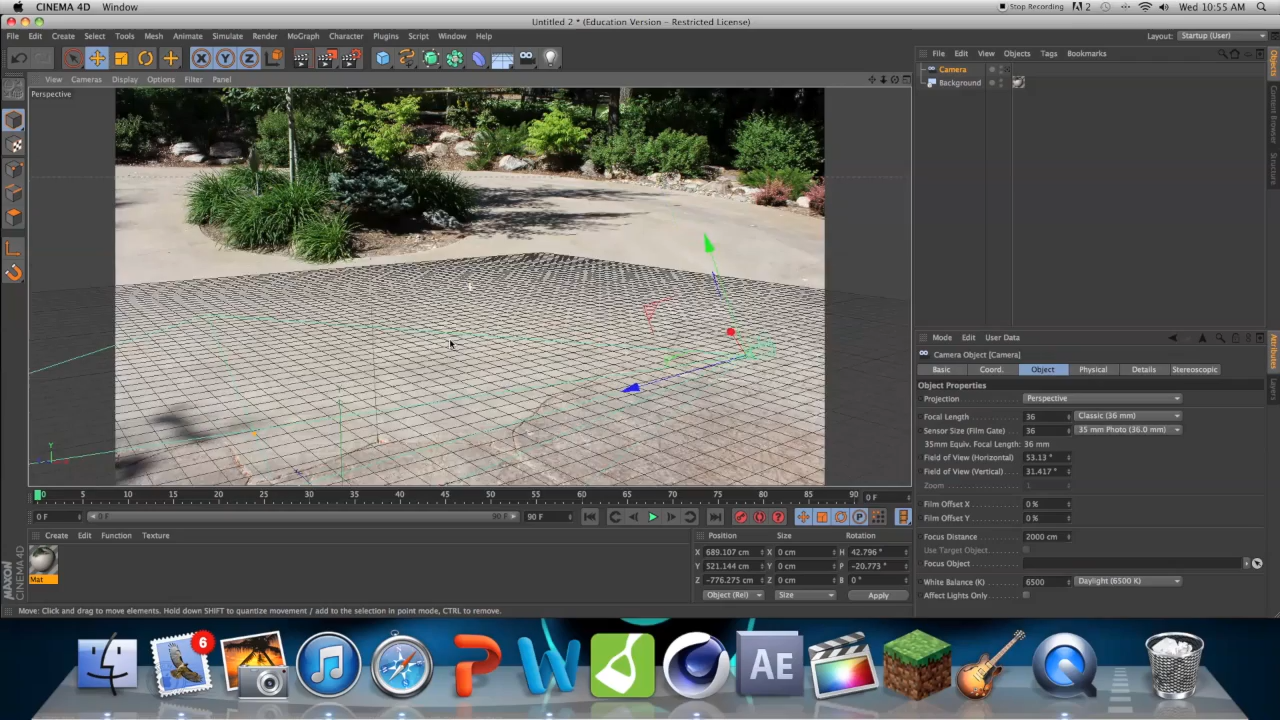 CINEMA 4D Window
Stop Recording 2 Wed 10:55 AM
Untitled 2 * (Education Version - Restricted License)
File Edit Create Select Tools Mesh Animate Simulate Render MoGraph Character Plugins Script Window Help
Layout: Startup (User)
X Y Z
File Edit View Objects Tags Bookmarks
View Cameras Display Options Filter Panel
Perspective
Camera
Background
Objects
Content Browser
Structure
Mode Edit User Data
Attributes
Layers
Camera Object [Camera]
Basic Coord. Object Physical Details Stereoscopic
Object Properties
Projection Perspective
Focal Length 36 Classic (36 mm)
Sensor Size (Film Gate) 36 35 mm Photo (36.0 mm)
35mm Equiv. Focal Length: 36 mm
Field of View (Horizontal) 53.13 °
Field of View (Vertical) 31.417 °
Zoom 1
Film Offset X 0 %
Film Offset Y 0 %
Focus Distance 2000 cm
Use Target Object
Focus Object
White Balance (K) 6500 Daylight (6500 K)
Affect Lights Only
Y
0 5 10 15 20 25 30 35 40 45 50 55 60 65 70 75 80 85 90 0 F
0 F 0 F 90 F 90 F
P
Create Edit Function Texture
Mat
Position Size Rotation
X 689.107 cm X 0 cm H 42.796 °
Y 521.144 cm Y 0 cm P -20.773 °
Z -776.275 cm Z 0 cm B 0 °
Object (Rel) Size Apply
MAXON
CINEMA 4D
Move: Click and drag to move elements. Hold down SHIFT to quantize movement / add to the selection in point mode, CTRL to remove.
6
AE